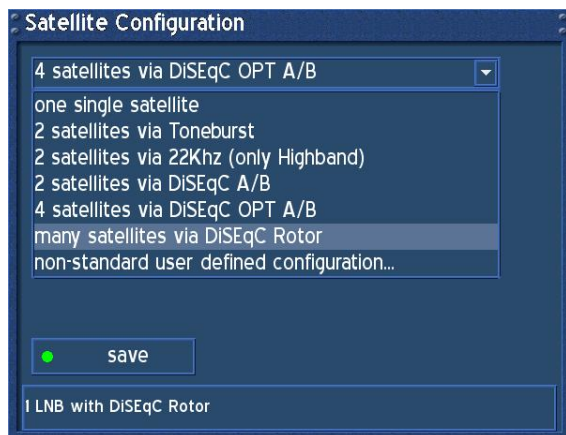 Satellite Configuration
4 satellites via DiSEqC OPT A/B
one single satellite
2 satellites via Toneburst
2 satellites via 22Khz (only Highband)
2 satellites via DiSEqC A/B
4 satellites via DiSEqC OPT A/B
many satellites via DiSEqC Rotor
non-standard user defined configuration...
save
1 LNB with DiSEqC Rotor